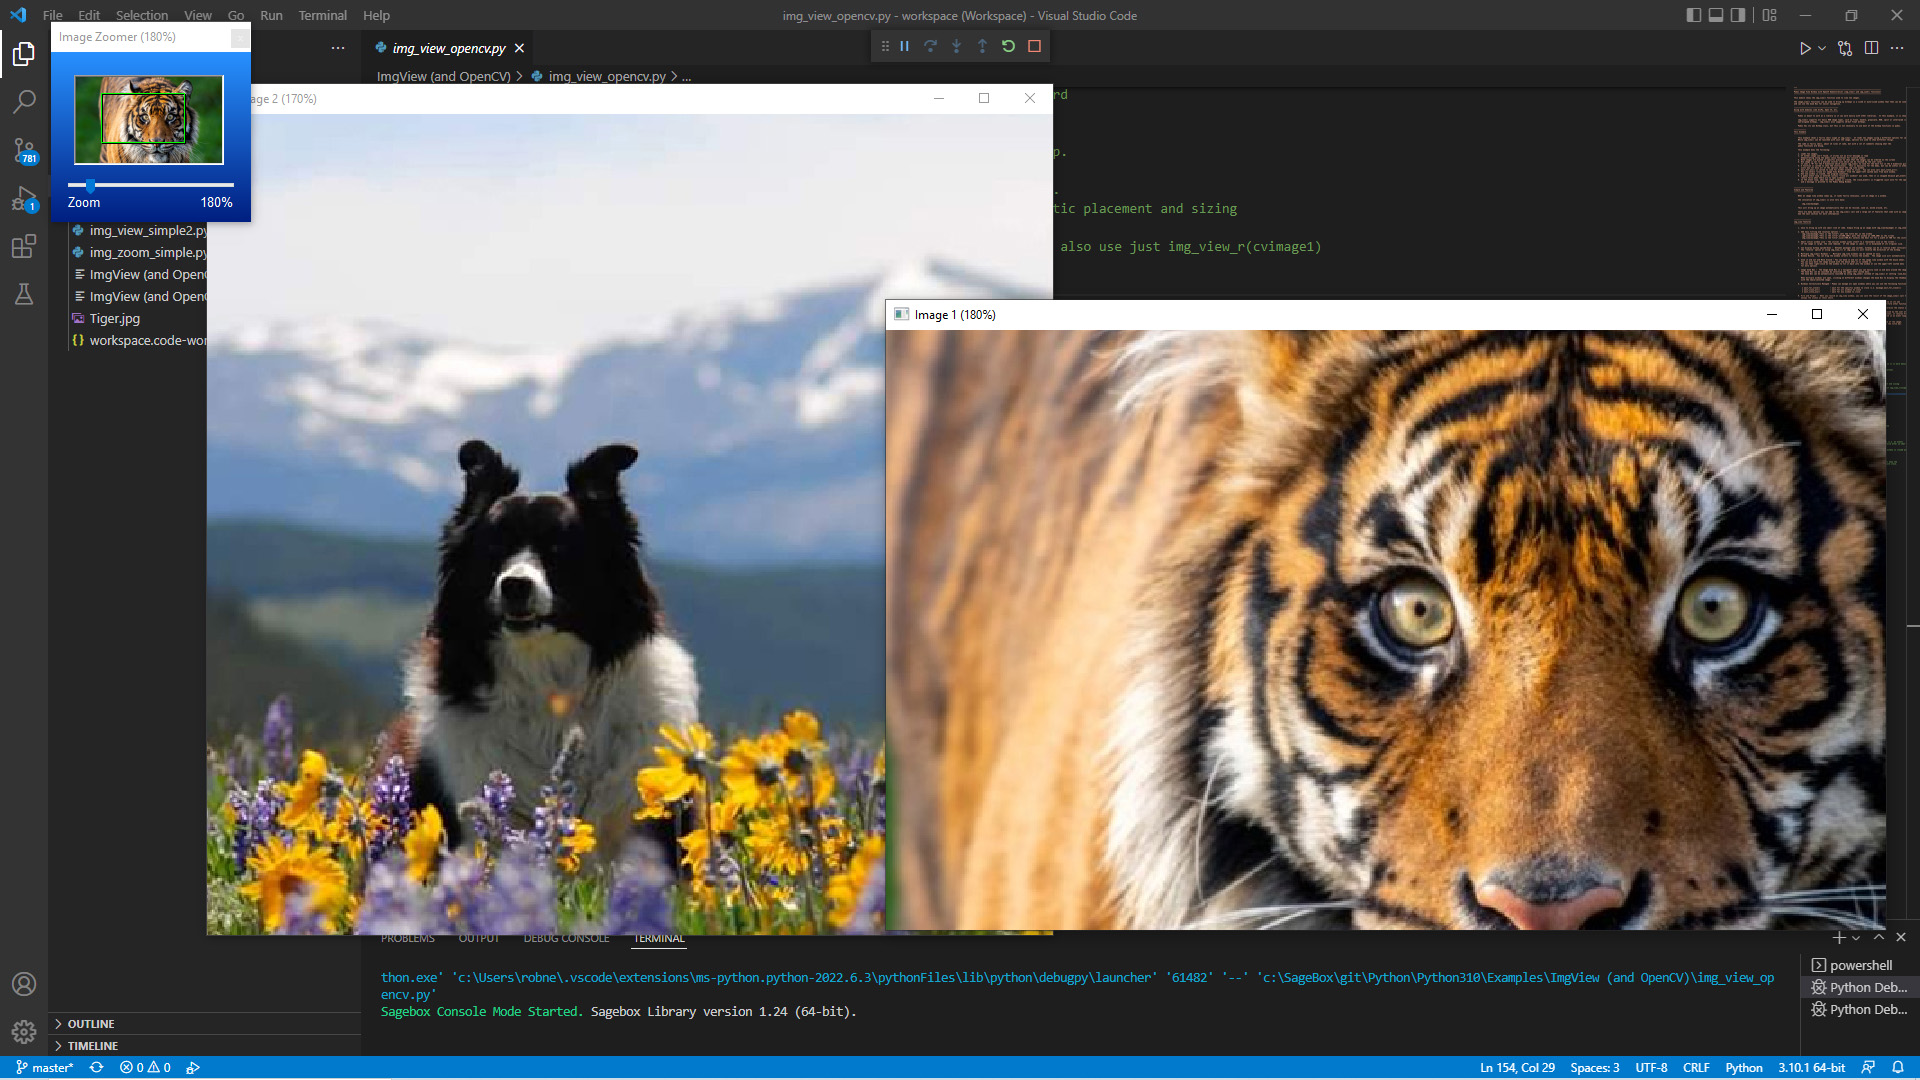 File Edit Selection View Go Run Terminal Help
img_view_opencv.py - workspace (Workspace) - Visual Studio Code
Image Zoomer (180%)
Zoom 180%
img_view_opencv.py
ImgView (and OpenCV) > img_view_opencv.py > ...
age 2 (170%)
rd
p.
tic placement and sizing
also use just img_view_r(cvimage1)
781
1
img_view_simple2.py
img_zoom_simple.py
ImgView (and Open
ImgView (and Open
Tiger.jpg
workspace.code-wor
Image 1 (180%)
PROBLEMS OUTPUT DEBUG CONSOLE TERMINAL
thon.exe' 'c:\Users\robne\.vscode\extensions\ms-python.python-2022.6.3\pythonFiles\lib\python\debugpy\launcher' '61482' '--' 'c:\SageBox\git\Python\Python310\Examples\ImgView (and OpenCV)\img_view_op
encv.py'
Sagebox Console Mode Started. Sagebox Library version 1.24 (64-bit).
powershell
Python Deb...
Python Deb...
OUTLINE
TIMELINE
master* 0 0 Ln 154, Col 29 Spaces: 3 UTF-8 CRLF Python 3.10.1 64-bit